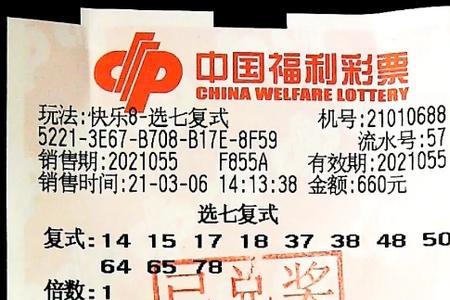 中国福利彩票
CHINA WELFARE LOTTERY
玩法:快乐8-选七复式 机号:21010688
5221-3E67-B708-B17E-8F59 流水号:57
销售期:2021055 F855A 有效期:2021055
销售时间:21-03-06 14:13:38 金额:660元
选七复式
复式:14 15 17 18 37 38 48 50
64 65 78
倍数:1
已兑奖